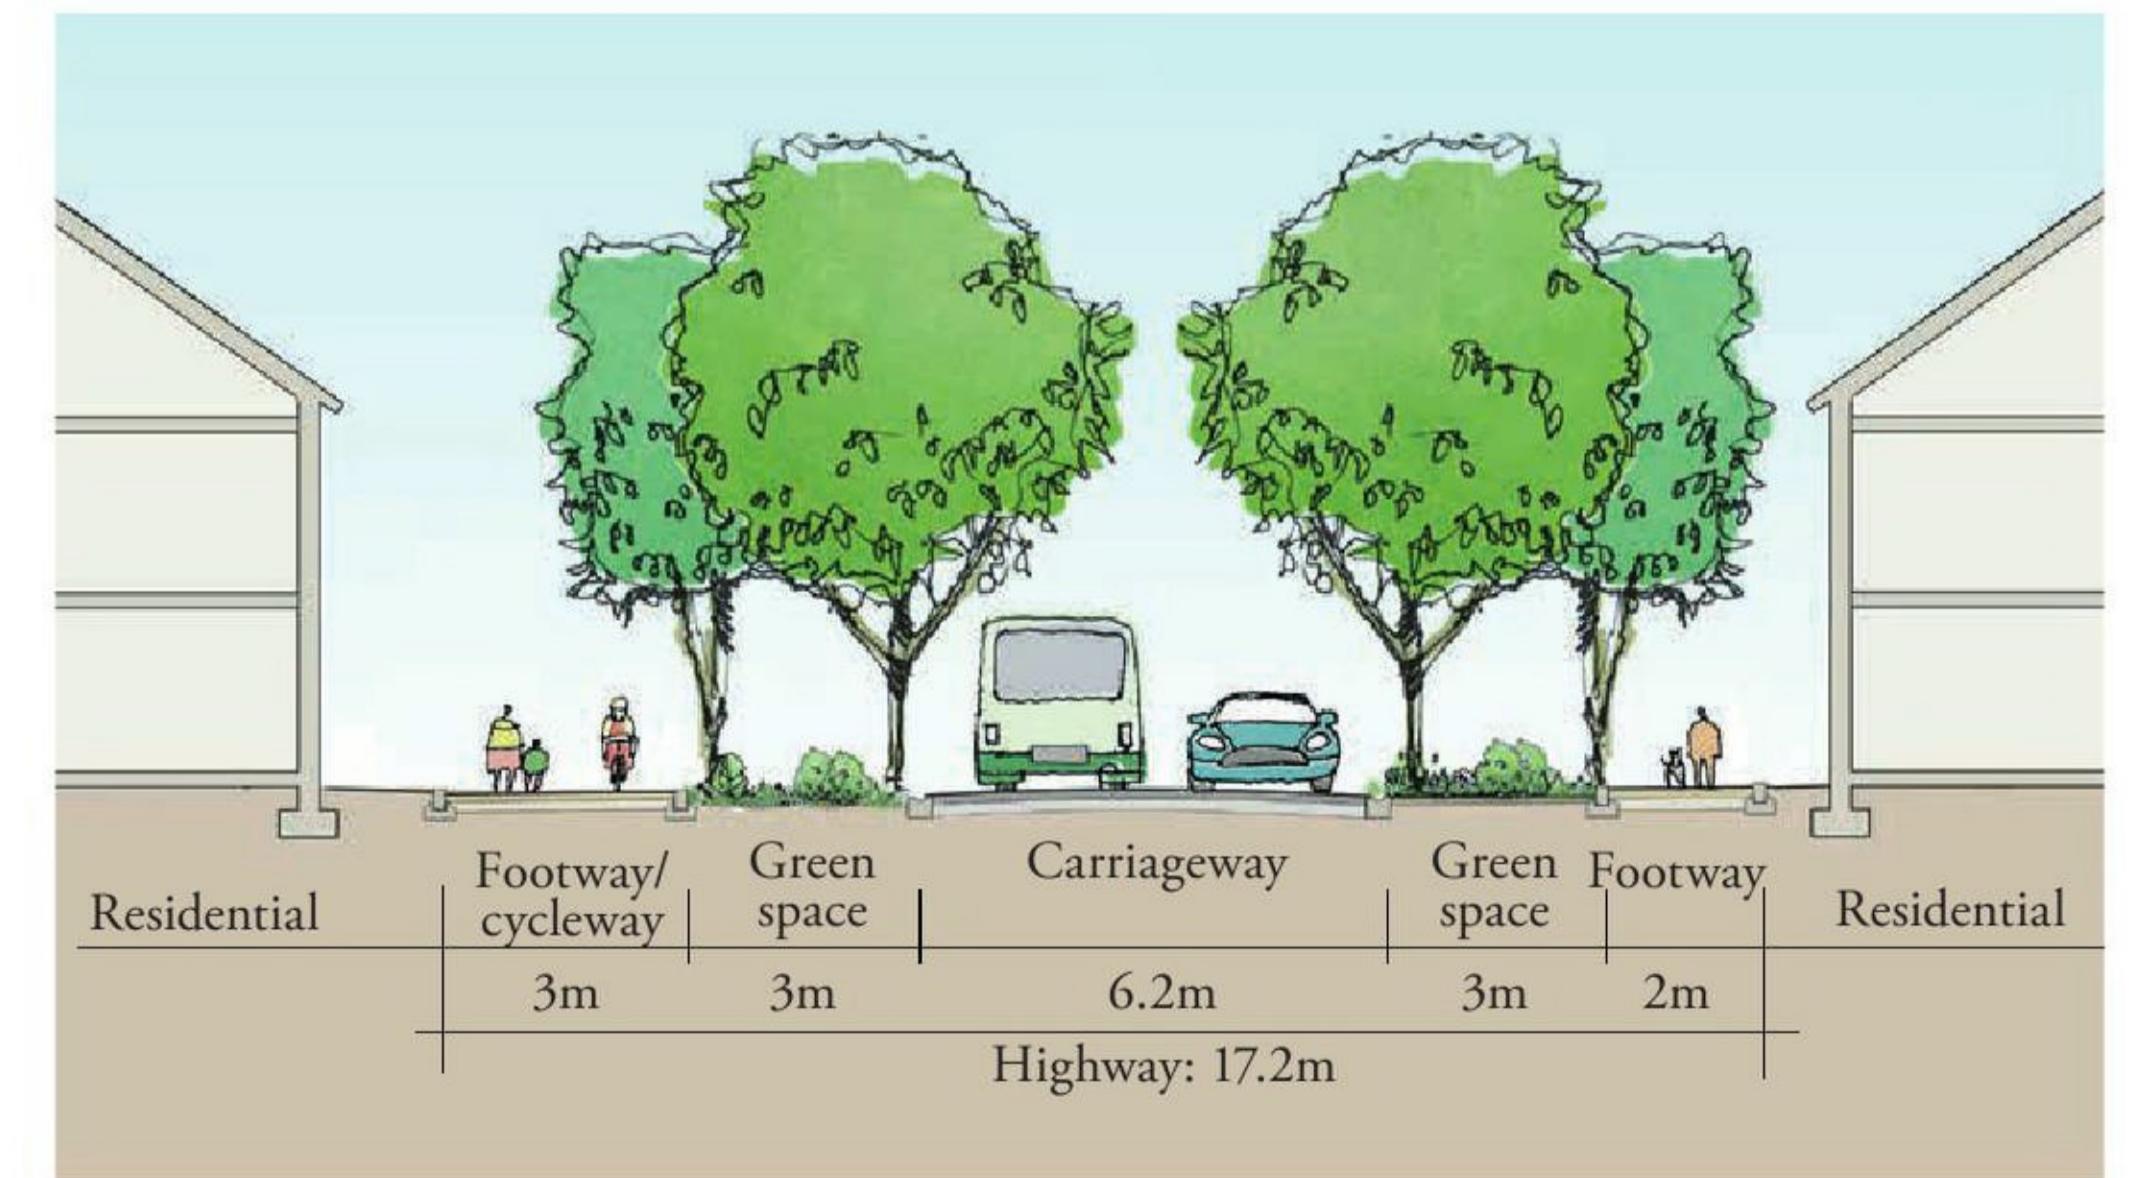 Residential
Footway/
cycleway
Green
space
Carriageway
Green
space
Footway
Residential
3m
3m
6.2m
3m
2m
Highway: 17.2m